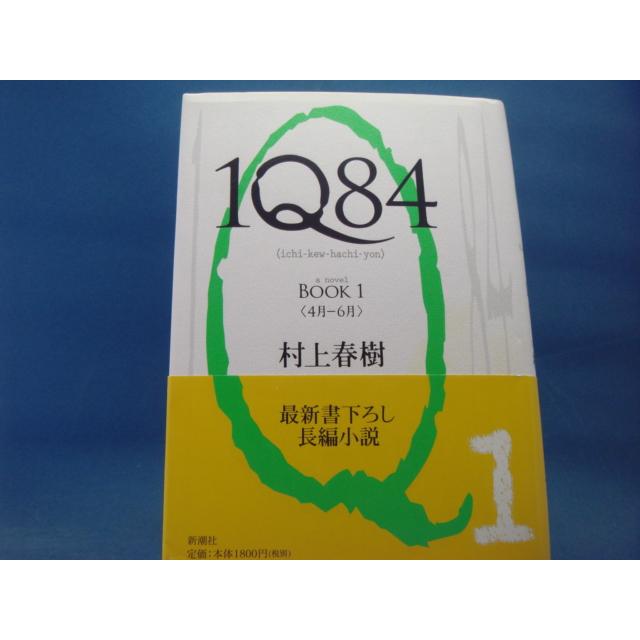 1Q84
(ichi-kew-hachi-yon)
a novel
BOOK 1
〈4月-6月〉
村上春樹
最新書下ろし
長編小説
1
新潮社
定価:本体1800円(税別)